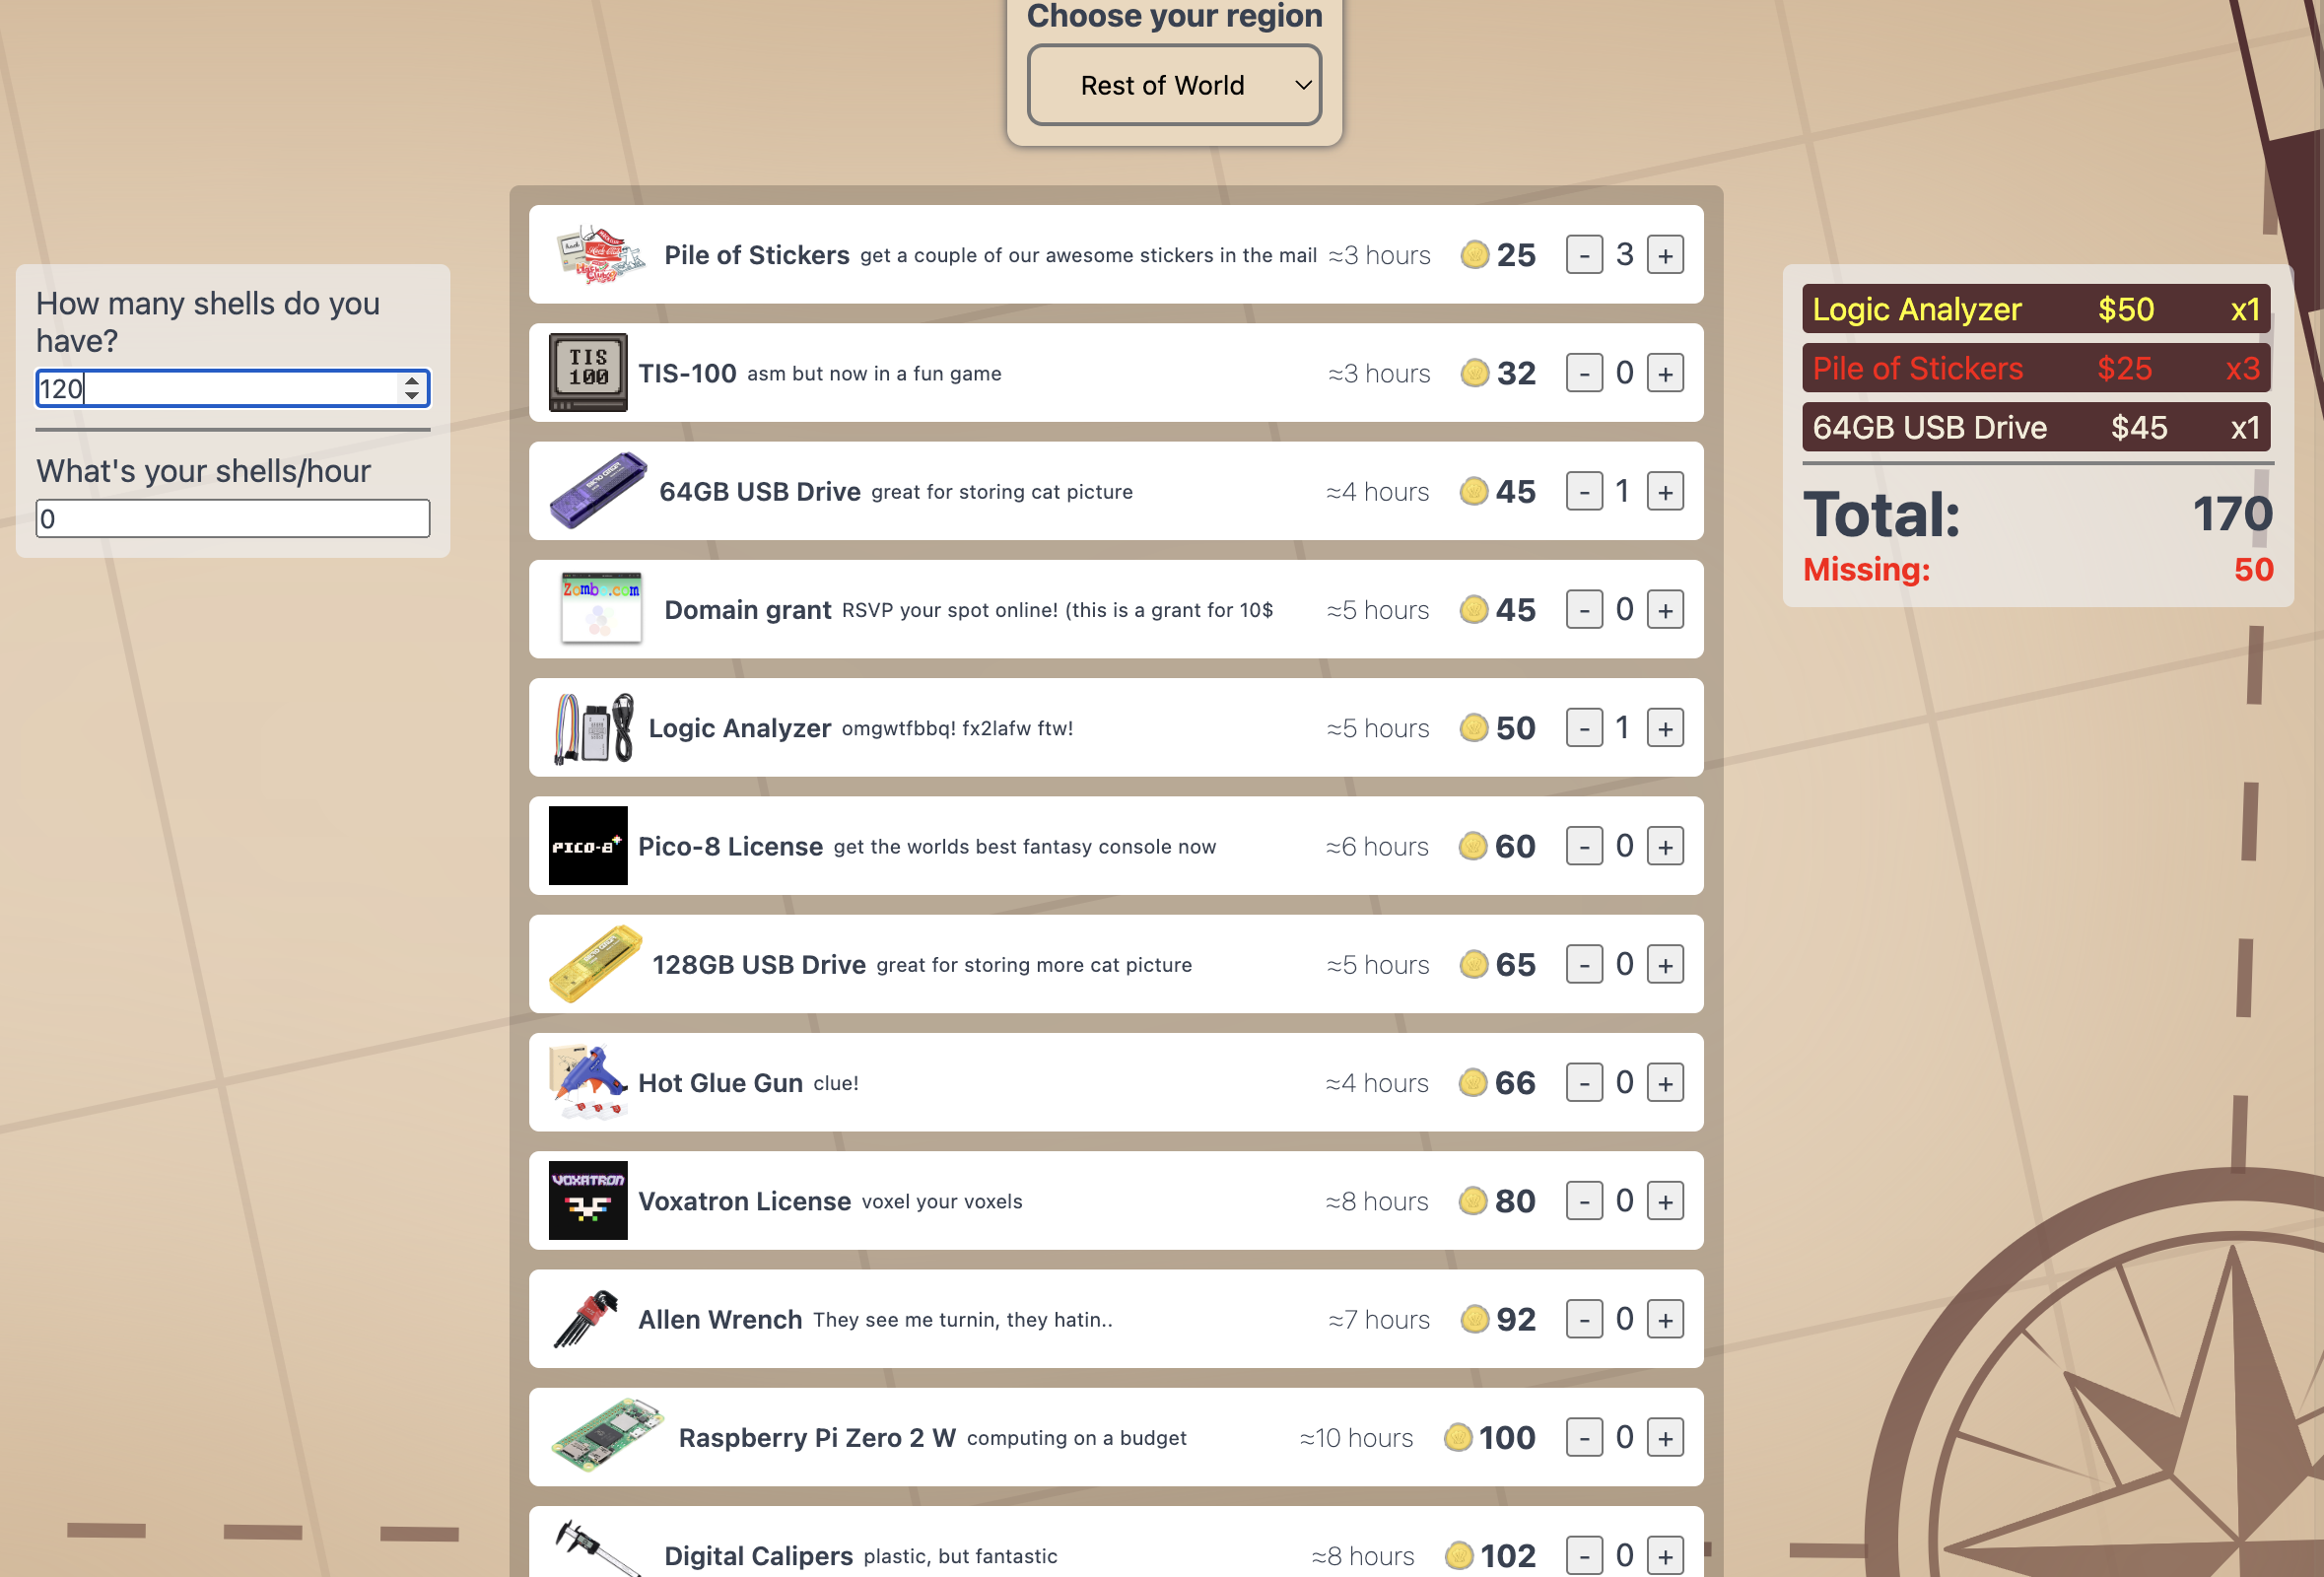 Choose your region
Rest of World
How many shells do you
have?
120
What's your shells/hour
0
Pile of Stickers get a couple of our awesome stickers in the mail ≈3 hours 25 - 3 +
TIS
100
TIS-100 asm but now in a fun game ≈3 hours 32 - 0 +
64GB USB Drive great for storing cat picture ≈4 hours 45 - 1 +
Zombo.com
Domain grant RSVP your spot online! (this is a grant for 10$ ≈5 hours 45 - 0 +
Logic Analyzer omgwtfbbq! fx2lafw ftw! ≈5 hours 50 - 1 +
PICO-8
Pico-8 License get the worlds best fantasy console now ≈6 hours 60 - 0 +
128GB USB Drive great for storing more cat picture ≈5 hours 65 - 0 +
Hot Glue Gun clue! ≈4 hours 66 - 0 +
VOXATRON
Voxatron License voxel your voxels ≈8 hours 80 - 0 +
Allen Wrench They see me turnin, they hatin.. ≈7 hours 92 - 0 +
Raspberry Pi Zero 2 W computing on a budget ≈10 hours 100 - 0 +
Digital Calipers plastic, but fantastic ≈8 hours 102 - 0 +
Logic Analyzer $50 x1
Pile of Stickers $25 x3
64GB USB Drive $45 x1
Total: 170
Missing: 50